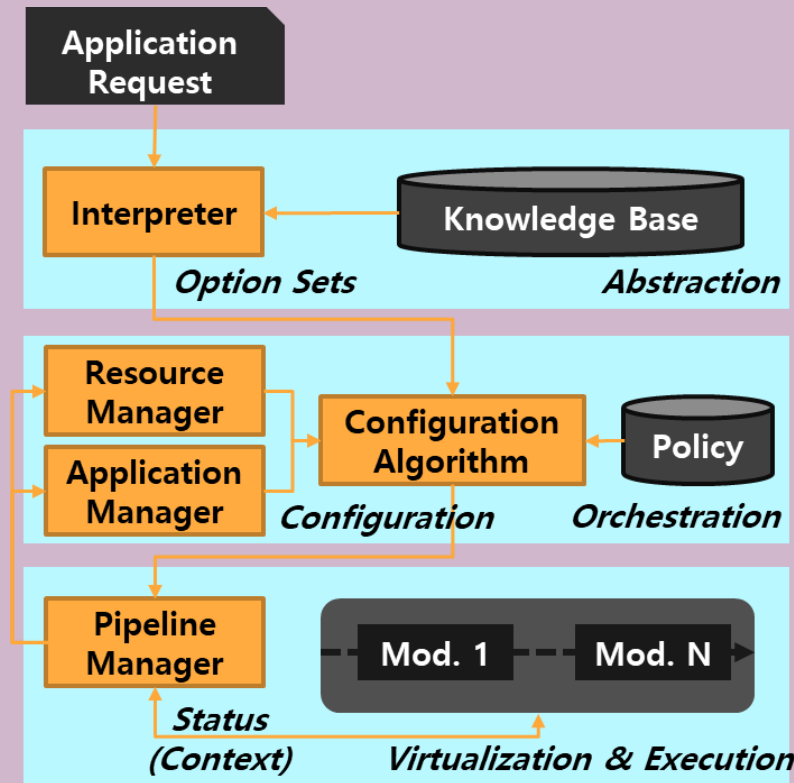 Application
Request
Interpreter
Knowledge Base
Option Sets
Abstraction
Resource
Manager
Configuration
Algorithm
Policy
Application
Manager
Configuration
Orchestration
Pipeline
Manager
Mod. 1
Mod. N
Status
(Context)
Virtualization & Execution